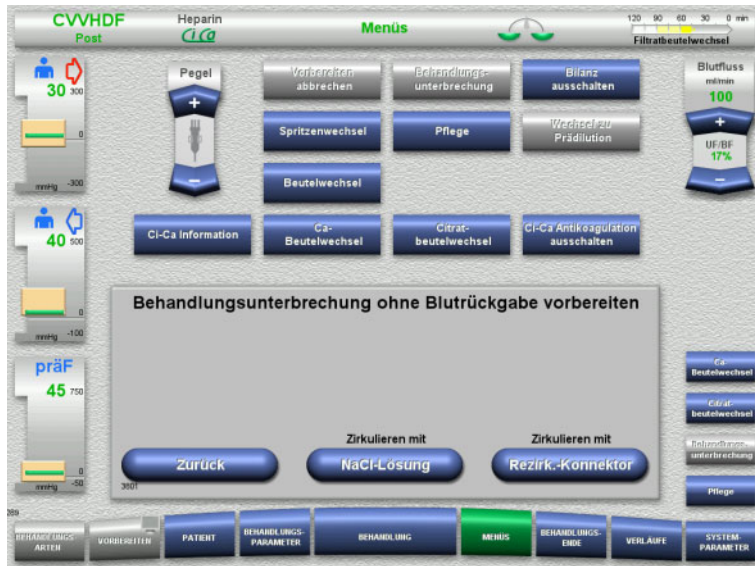 CVVHDF
Post
Heparin
CiCa
Menüs
120 90 60 30 0 min
Filtratbeutelwechsel
30 300
0
mmHg -300
40 500
0
mmHg -100
präF
45 750
0
mmHg -50
Pegel
+
−
Vorbereiten
abbrechen
Behandlungs-
unterbrechung
Bilanz
ausschalten
Spritzenwechsel
Pflege
Wechsel zu
Prädilution
Beutelwechsel
Ci-Ca Information
Ca-
Beutelwechsel
Citrat-
beutelwechsel
Ci-Ca Antikoagulation
ausschalten
Blutfluss
ml/min
100
+
UF/BF
17%
−
Behandlungsunterbrechung ohne Blutrückgabe vorbereiten
Zurück
Zirkulieren mit
NaCl-Lösung
Zirkulieren mit
Rezirk.-Konnektor
3601
Ca-
Beutelwechsel
Citrat-
beutelwechsel
Behandlungs-
unterbrechung
Pflege
089
BEHANDLUNGS-
ARTEN
VORBEREITEN
PATIENT
BEHANDLUNGS-
PARAMETER
BEHANDLUNG
MENÜS
BEHANDLUNGS-
ENDE
VERLÄUFE
SYSTEM-
PARAMETER